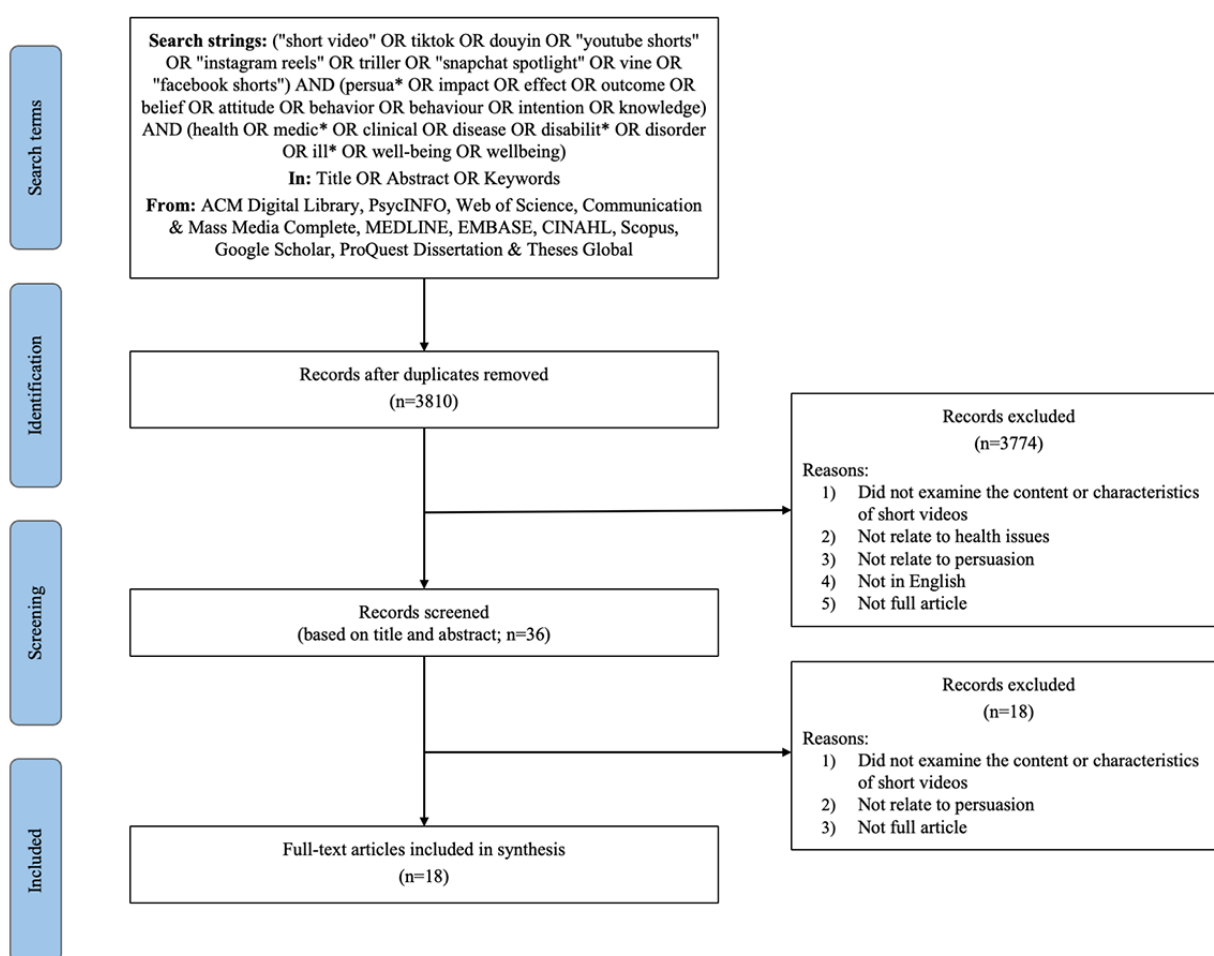 Search terms
Search strings: ("short video" OR tiktok OR douyin OR "youtube shorts"
OR "instagram reels" OR triller OR "snapchat spotlight" OR vine OR
"facebook shorts") AND (persua* OR impact OR effect OR outcome OR
belief OR attitude OR behavior OR behaviour OR intention OR knowledge)
AND (health OR medic* OR clinical OR disease OR disabilit* OR disorder
OR ill* OR well-being OR wellbeing)
In: Title OR Abstract OR Keywords
From: ACM Digital Library, PsycINFO, Web of Science, Communication
& Mass Media Complete, MEDLINE, EMBASE, CINAHL, Scopus,
Google Scholar, ProQuest Dissertation & Theses Global
Identification
Records after duplicates removed
(n=3810)
Records excluded
(n=3774)
Reasons:
1) Did not examine the content or characteristics
of short videos
2) Not relate to health issues
3) Not relate to persuasion
4) Not in English
5) Not full article
Screening
Records screened
(based on title and abstract; n=36)
Records excluded
(n=18)
Reasons:
1) Did not examine the content or characteristics
of short videos
2) Not relate to persuasion
3) Not full article
Included
Full-text articles included in synthesis
(n=18)